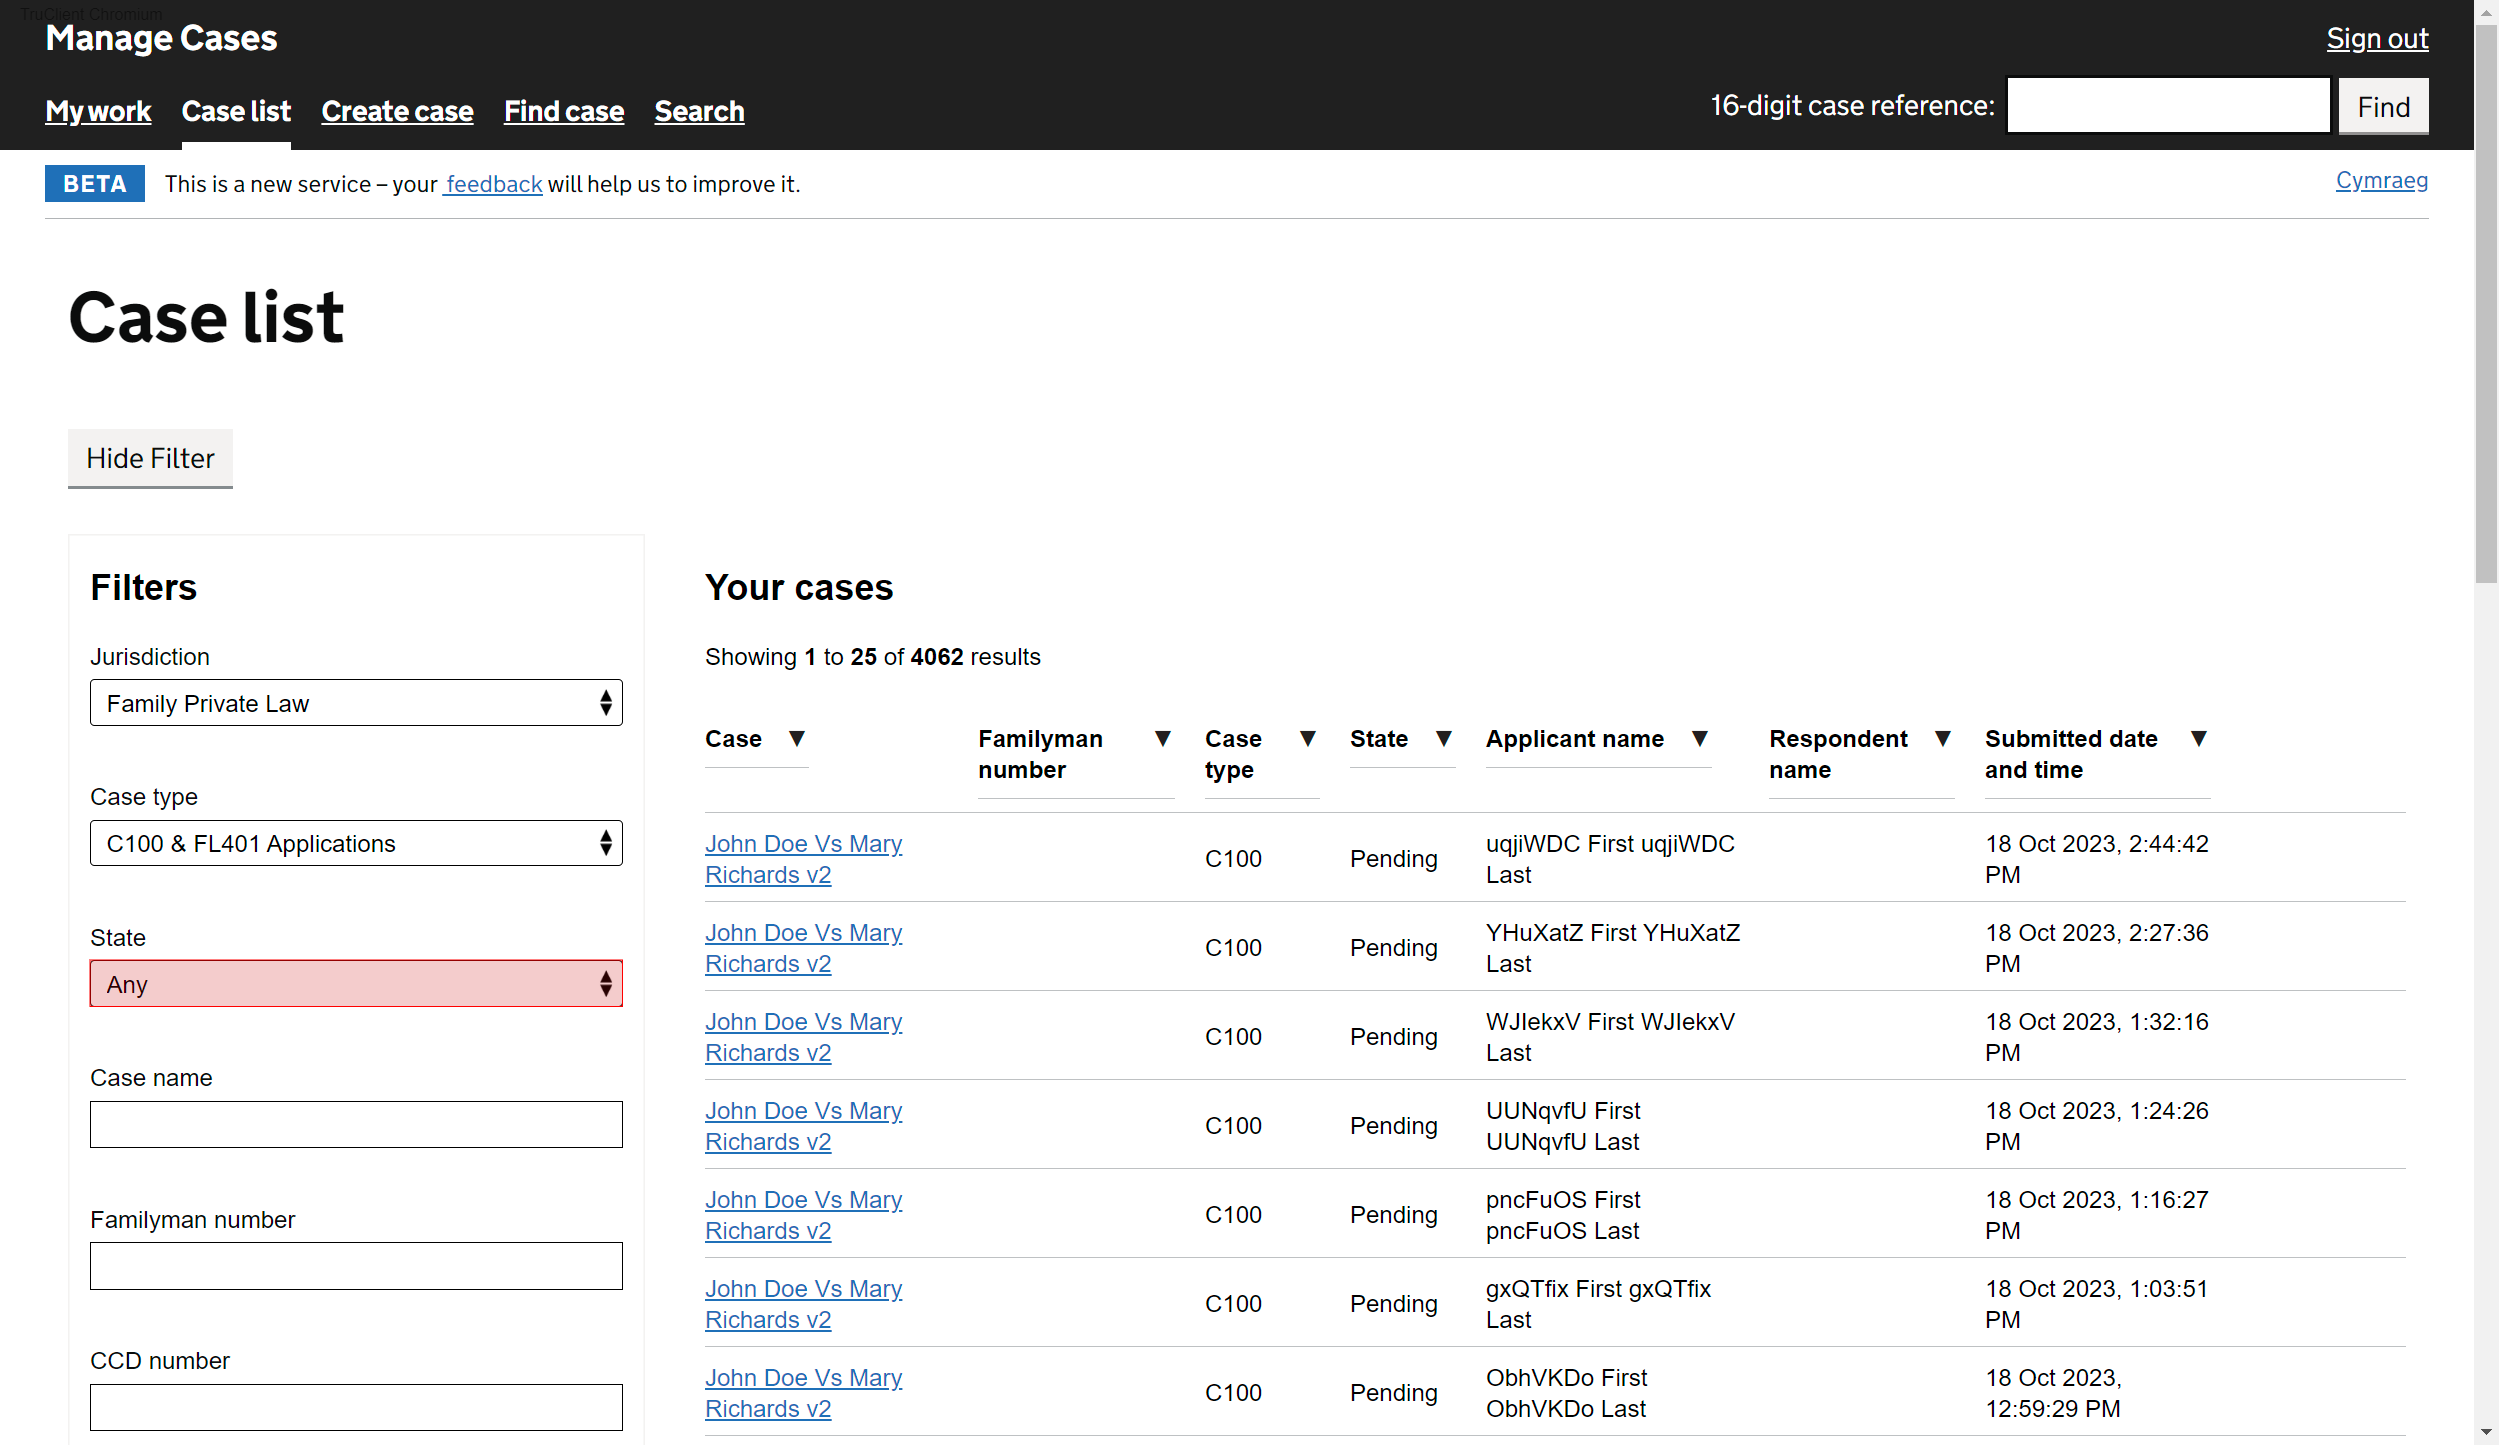 TruClient Chromium
Manage Cases
Sign out
My work Case list Create case Find case Search
16-digit case reference:
Find
BETA This is a new service – your feedback will help us to improve it.
Cymraeg
Case list
Hide Filter
Filters
Jurisdiction
Family Private Law
Case type
C100 & FL401 Applications
State
Any
Case name
Familyman number
CCD number
Your cases
Showing 1 to 25 of 4062 results
Case ▼ Familyman number ▼ Case type ▼ State ▼ Applicant name ▼ Respondent name ▼ Submitted date and time ▼
John Doe Vs Mary Richards v2 C100 Pending uqjiWDC First uqjiWDC Last 18 Oct 2023, 2:44:42 PM
John Doe Vs Mary Richards v2 C100 Pending YHuXatZ First YHuXatZ Last 18 Oct 2023, 2:27:36 PM
John Doe Vs Mary Richards v2 C100 Pending WJIekxV First WJIekxV Last 18 Oct 2023, 1:32:16 PM
John Doe Vs Mary Richards v2 C100 Pending UUNqvfU First UUNqvfU Last 18 Oct 2023, 1:24:26 PM
John Doe Vs Mary Richards v2 C100 Pending pncFuOS First pncFuOS Last 18 Oct 2023, 1:16:27 PM
John Doe Vs Mary Richards v2 C100 Pending gxQTfix First gxQTfix Last 18 Oct 2023, 1:03:51 PM
John Doe Vs Mary Richards v2 C100 Pending ObhVKDo First ObhVKDo Last 18 Oct 2023, 12:59:29 PM